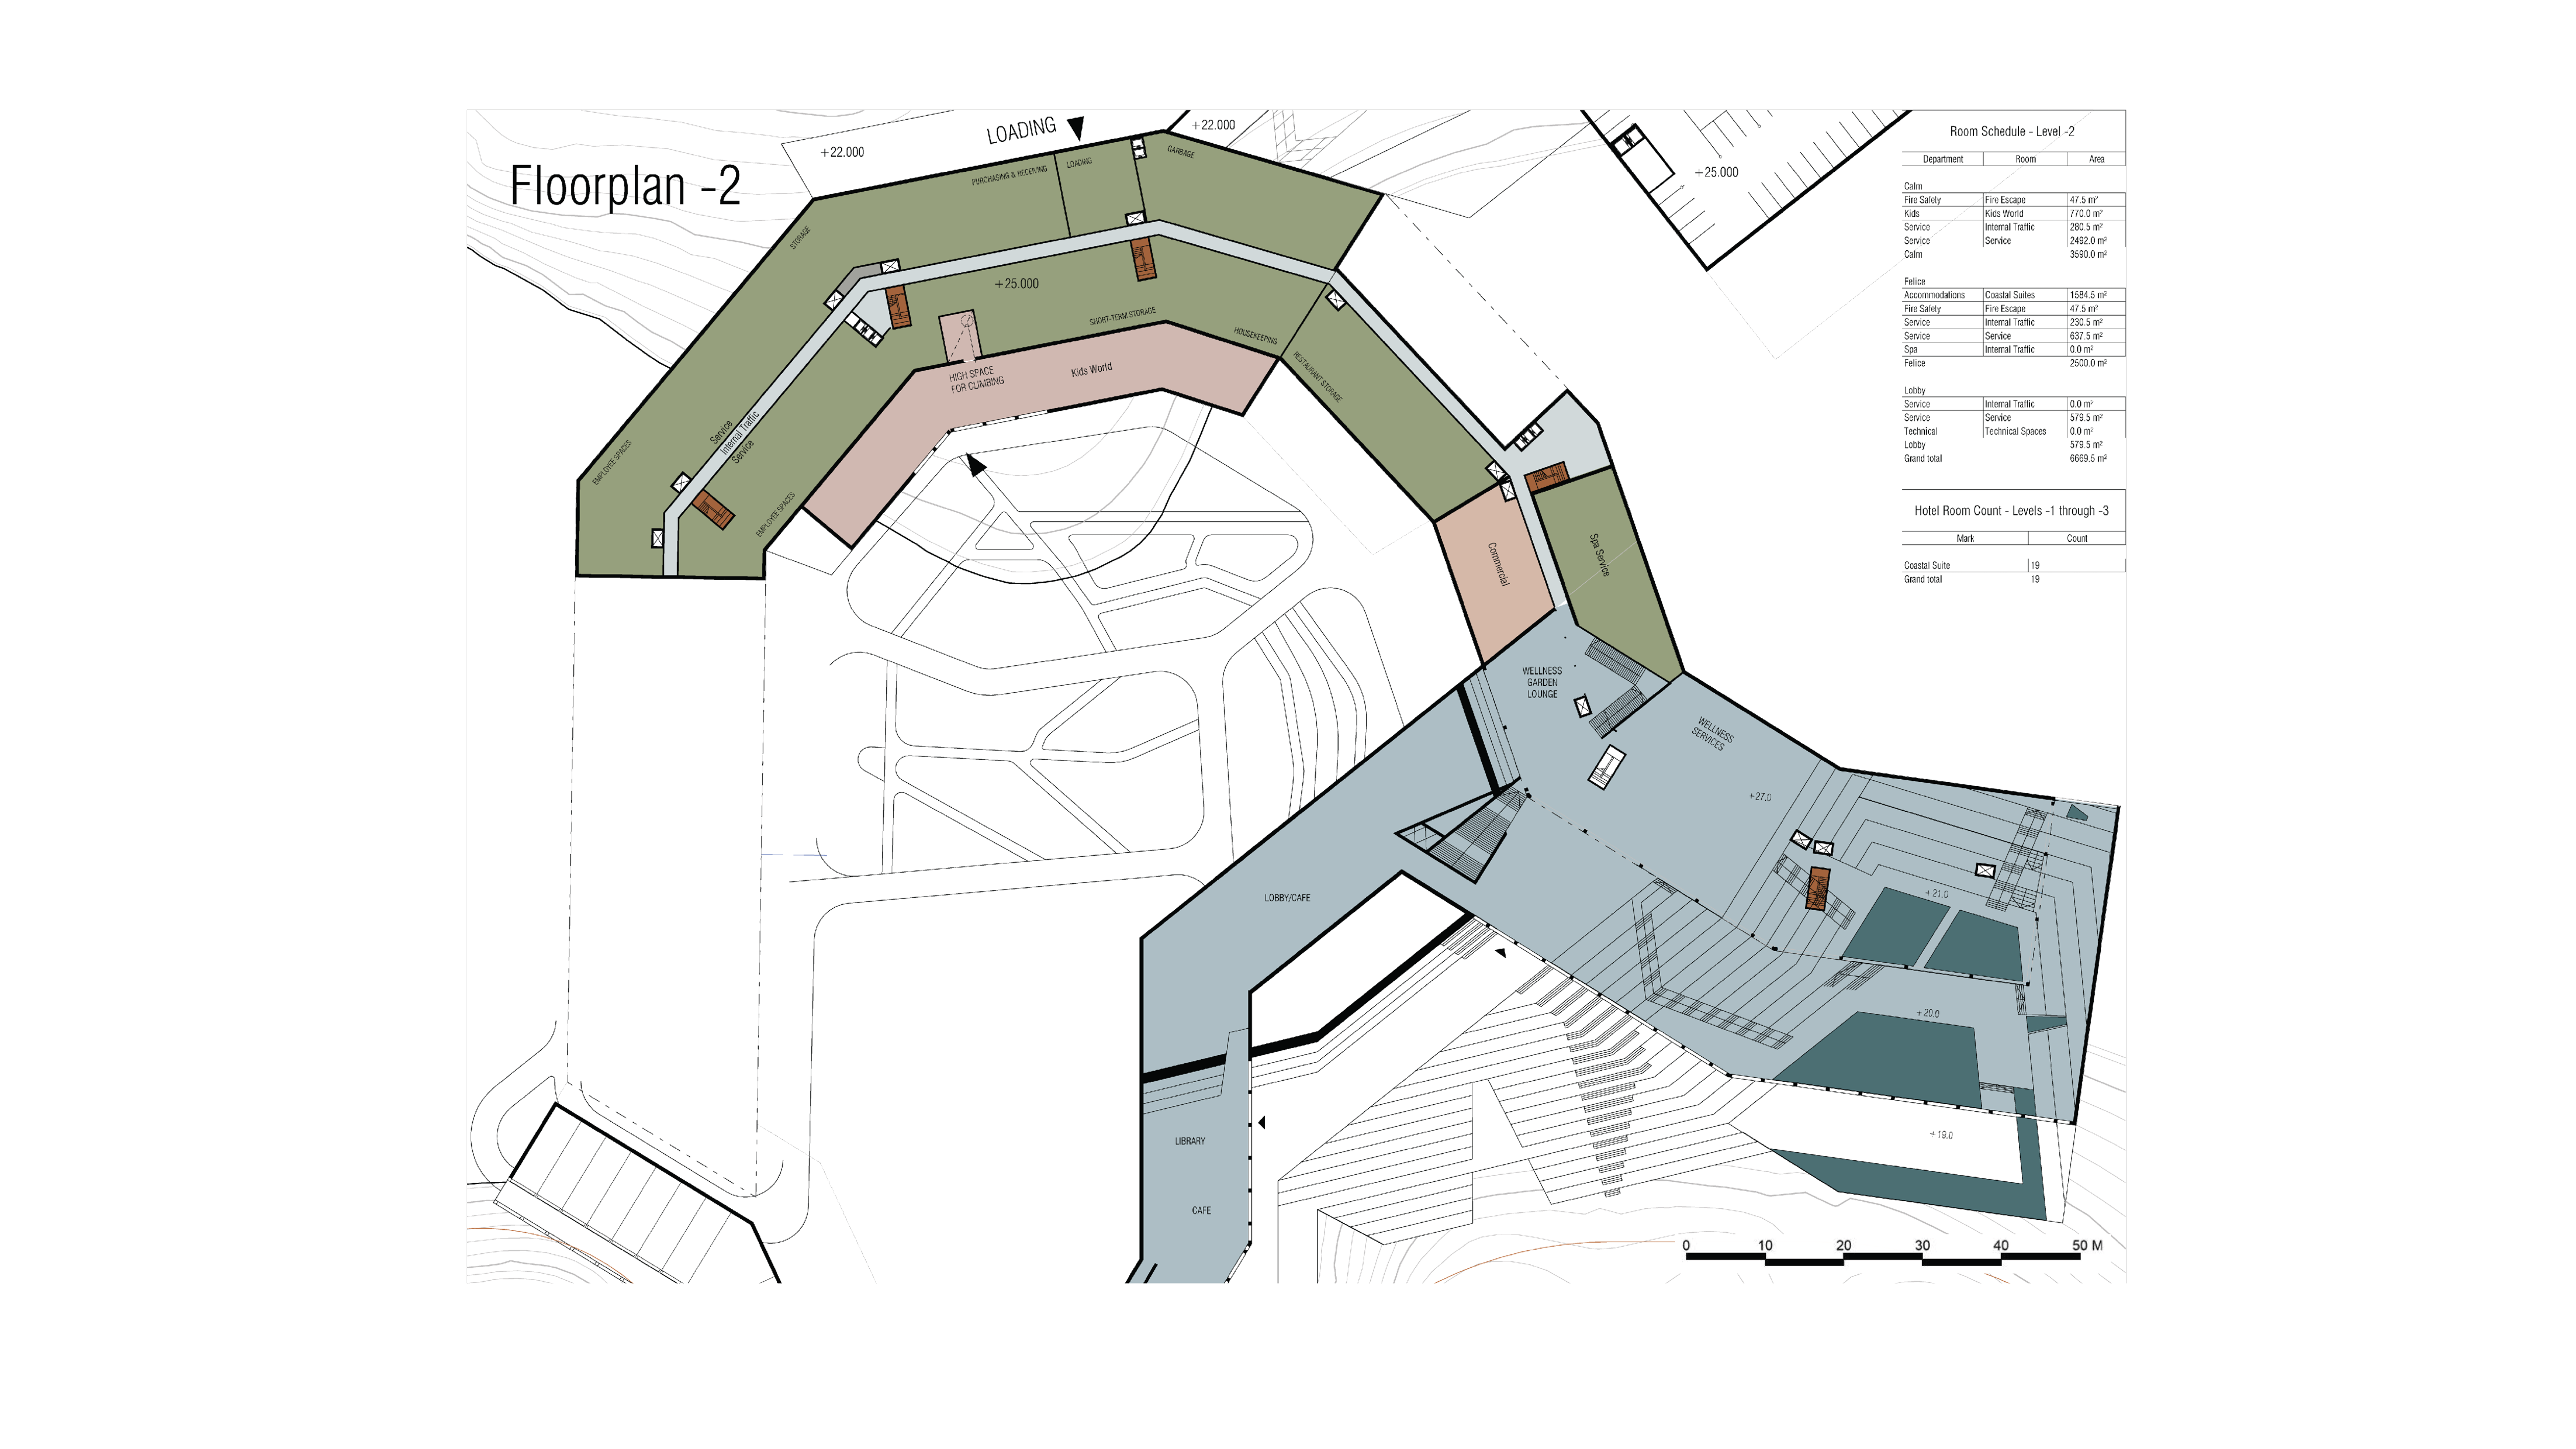 Floorplan -2
LOADING
+22.000
+22.000
+25.000
PURCHASING & RECEIVING
LOADING
GARBAGE
STORAGE
+25.000
SHORT-TERM STORAGE
HOUSEKEEPING
RESTAURANT STORAGE
HIGH SPACE
FOR CLIMBING
Kids World
Service
Internal Traffic
Service
EMPLOYEE SPACES
EMPLOYEE SPACES
Commercial
Spa Service
WELLNESS
GARDEN
LOUNGE
WELLNESS
SERVICES
+27.0
LOBBY/CAFE
+21.0
+20.0
+19.0
LIBRARY
CAFE
0 10 20 30 40 50 M
Room Schedule - Level -2
Department Room Area
Calm
Fire Safety Fire Escape 47.5 m²
Kids Kids World 770.0 m²
Service Internal Traffic 280.5 m²
Service Service 2492.0 m²
Calm 3590.0 m²
Felice
Accommodations Coastal Suites 1584.5 m²
Fire Safety Fire Escape 47.5 m²
Service Internal Traffic 230.5 m²
Service Service 637.5 m²
Spa Internal Traffic 0.0 m²
Felice 2500.0 m²
Lobby
Service Internal Traffic 0.0 m²
Service Service 579.5 m²
Technical Technical Spaces 0.0 m²
Lobby 579.5 m²
Grand total 6669.5 m²
Hotel Room Count - Levels -1 through -3
Mark Count
Coastal Suite 19
Grand total 19